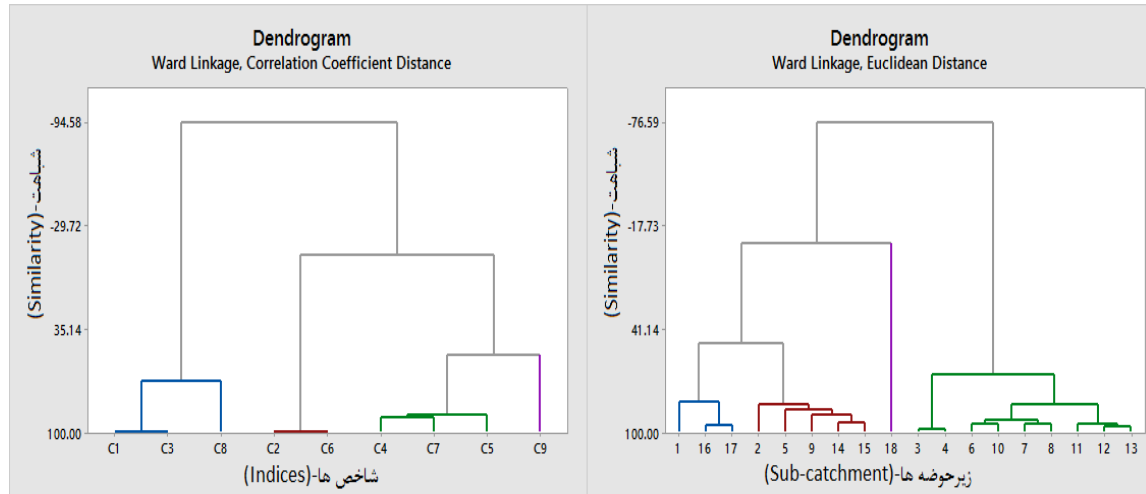 Dendrogram
Ward Linkage, Correlation Coefficient Distance
شباهت-(Similarity)
-94.58
-29.72
35.14
100.00
C1 C3 C8 C2 C6 C4 C7 C5 C9
شاخص ها-(Indices)
Dendrogram
Ward Linkage, Euclidean Distance
شباهت-(Similarity)
-76.59
-17.73
41.14
100.00
1 16 17 2 5 9 14 15 18 3 4 6 10 7 8 11 12 13
زیرحوضه ها-(Sub-catchment)